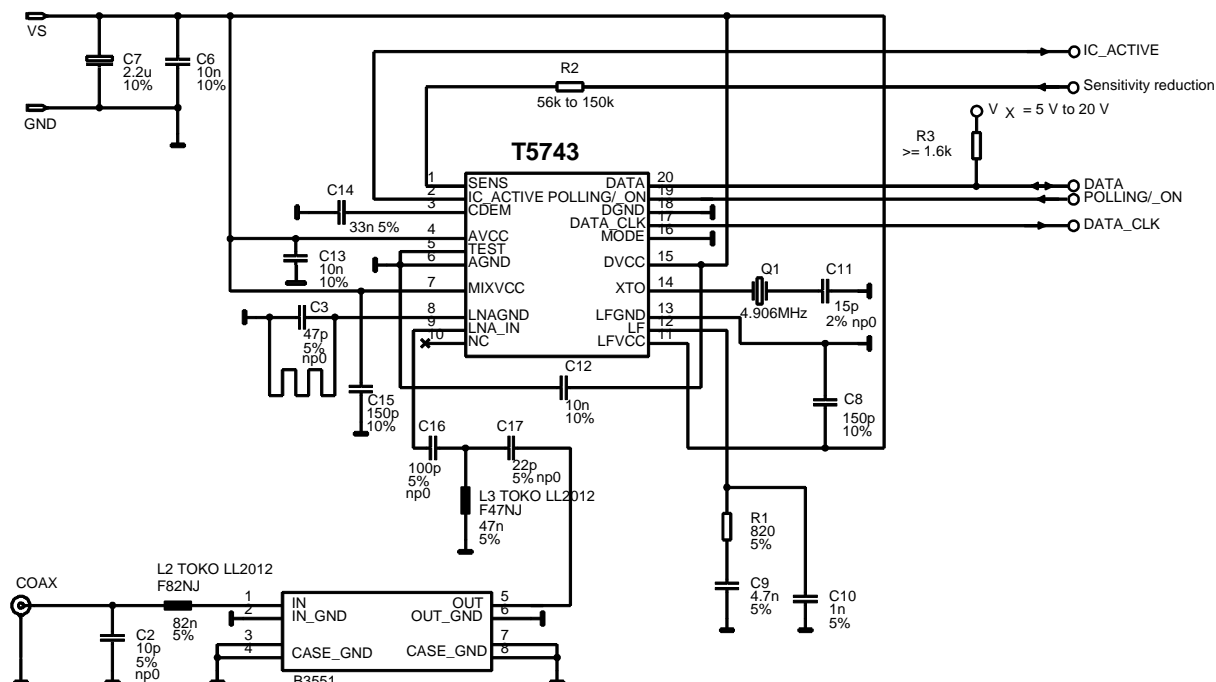 VS
C7
2.2u
10%
C6
10n
10%
GND
IC_ACTIVE
R2
56k to 150k
Sensitivity reduction
V X = 5 V to 20 V
R3
>= 1.6k
T5743
1 SENS
2 IC_ACTIVE
3 CDEM
4 AVCC
5 TEST
6 AGND
7 MIXVCC
8 LNAGND
9 LNA_IN
10 NC
DATA 20
POLLING/_ON 19
DGND 18
DATA_CLK 17
MODE 16
DVCC 15
XTO 14
LFGND 13
LF 12
LFVCC 11
DATA
POLLING/_ON
DATA_CLK
C14
33n 5%
C13
10n
10%
C3
47p
5%
np0
Q1
4.906MHz
C11
15p
2% np0
C15
150p
10%
C12
10n
10%
C8
150p
10%
C16
100p
5%
np0
C17
22p
5% np0
L3 TOKO LL2012
F47NJ
47n
5%
R1
820
5%
C9
4.7n
5%
C10
1n
5%
COAX
L2 TOKO LL2012
F82NJ
82n
5%
C2
10p
5%
np0
1 IN
2 IN_GND
3
4 CASE_GND
OUT 5
OUT_GND 6
7
CASE_GND 8
B3551